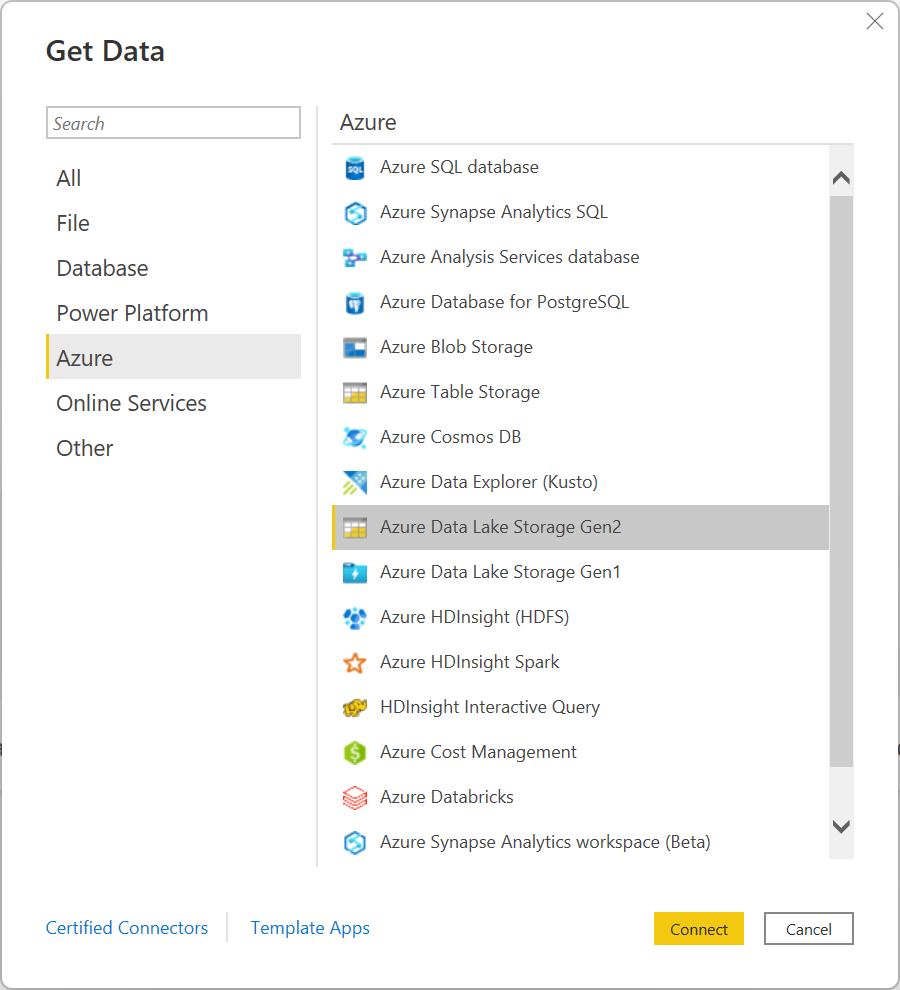 Get Data
Search
All
File
Database
Power Platform
Azure
Online Services
Other
Azure
Azure SQL database
Azure Synapse Analytics SQL
Azure Analysis Services database
Azure Database for PostgreSQL
Azure Blob Storage
Azure Table Storage
Azure Cosmos DB
Azure Data Explorer (Kusto)
Azure Data Lake Storage Gen2
Azure Data Lake Storage Gen1
Azure HDInsight (HDFS)
Azure HDInsight Spark
HDInsight Interactive Query
Azure Cost Management
Azure Databricks
Azure Synapse Analytics workspace (Beta)
Certified Connectors
Template Apps
Connect
Cancel